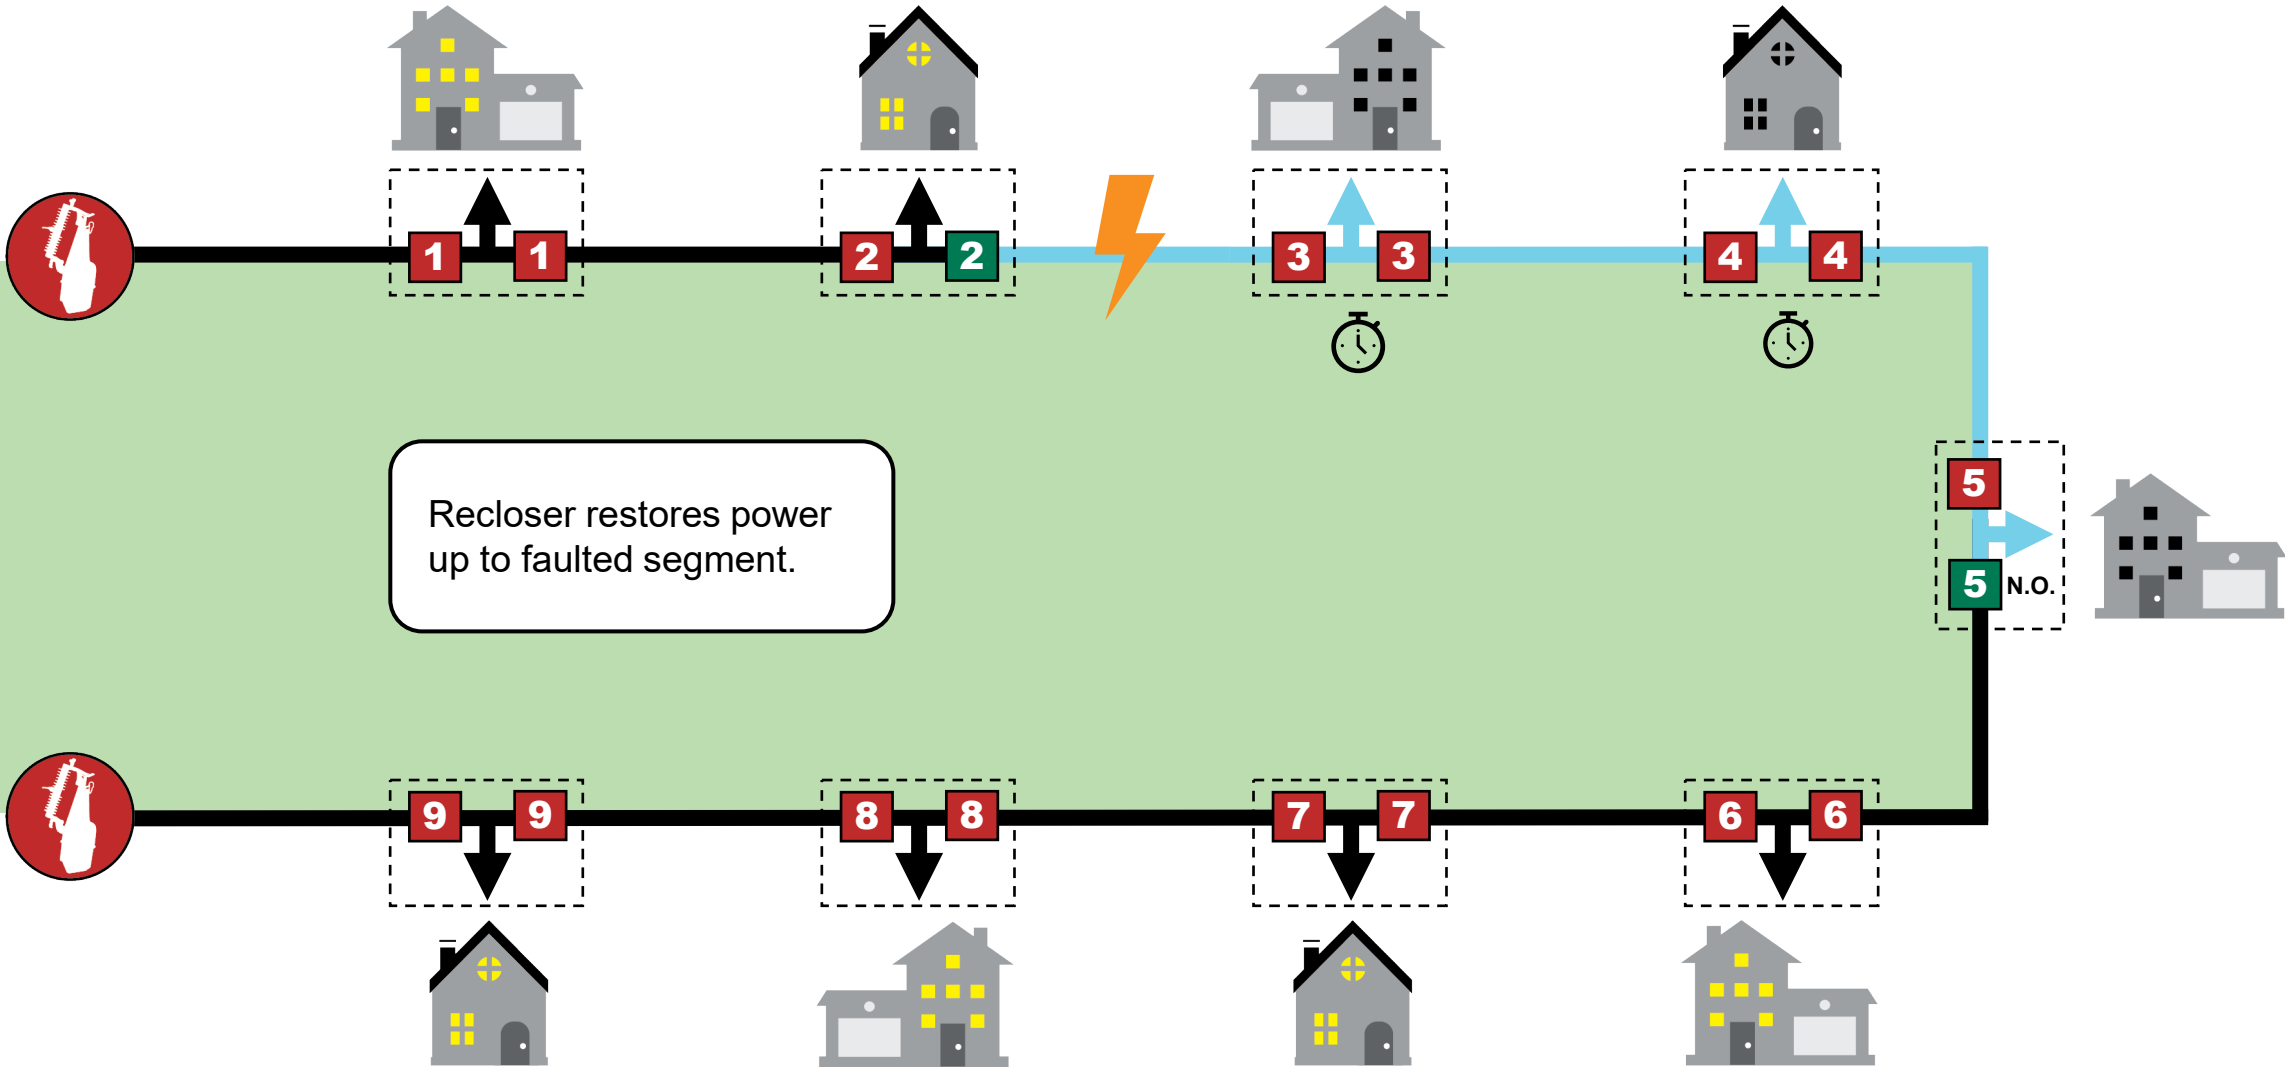 1 1 2 2 3 3 4 4
Recloser restores power
up to faulted segment.
5
5 N.O.
9 9 8 8 7 7 6 6